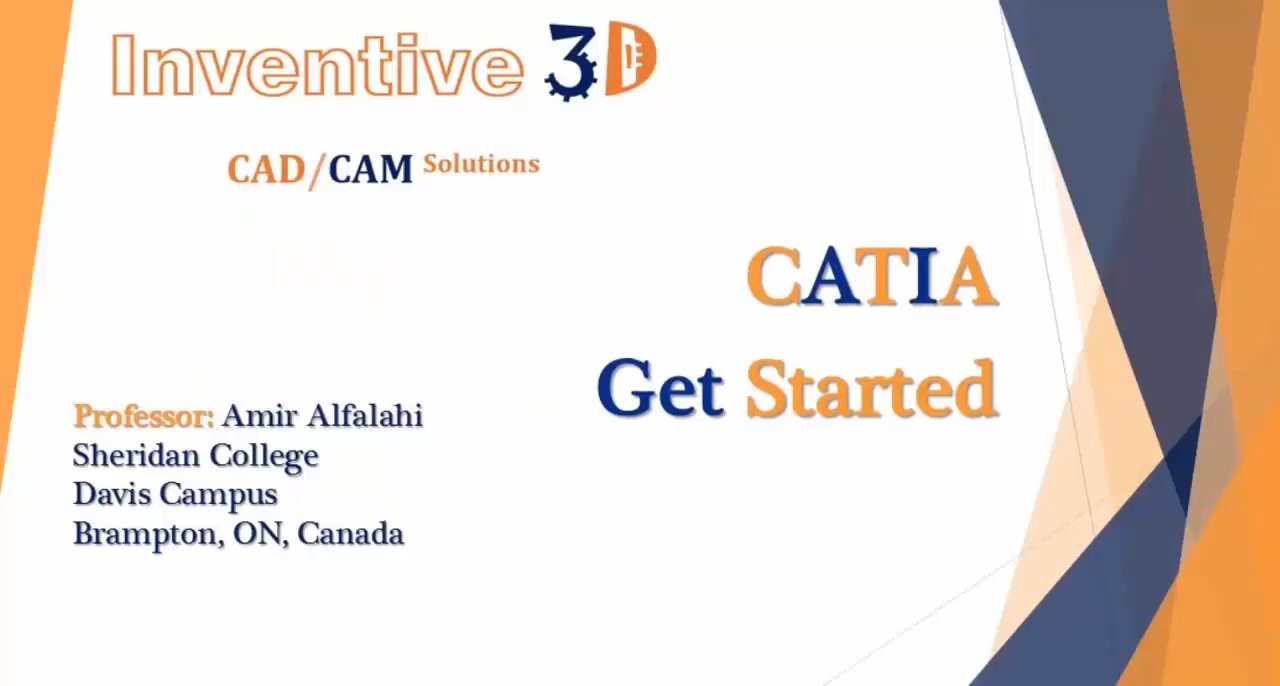 Inventive 3D
CAD/CAM Solutions
CATIA
Get Started
Professor: Amir Alfalahi
Sheridan College
Davis Campus
Brampton, ON, Canada